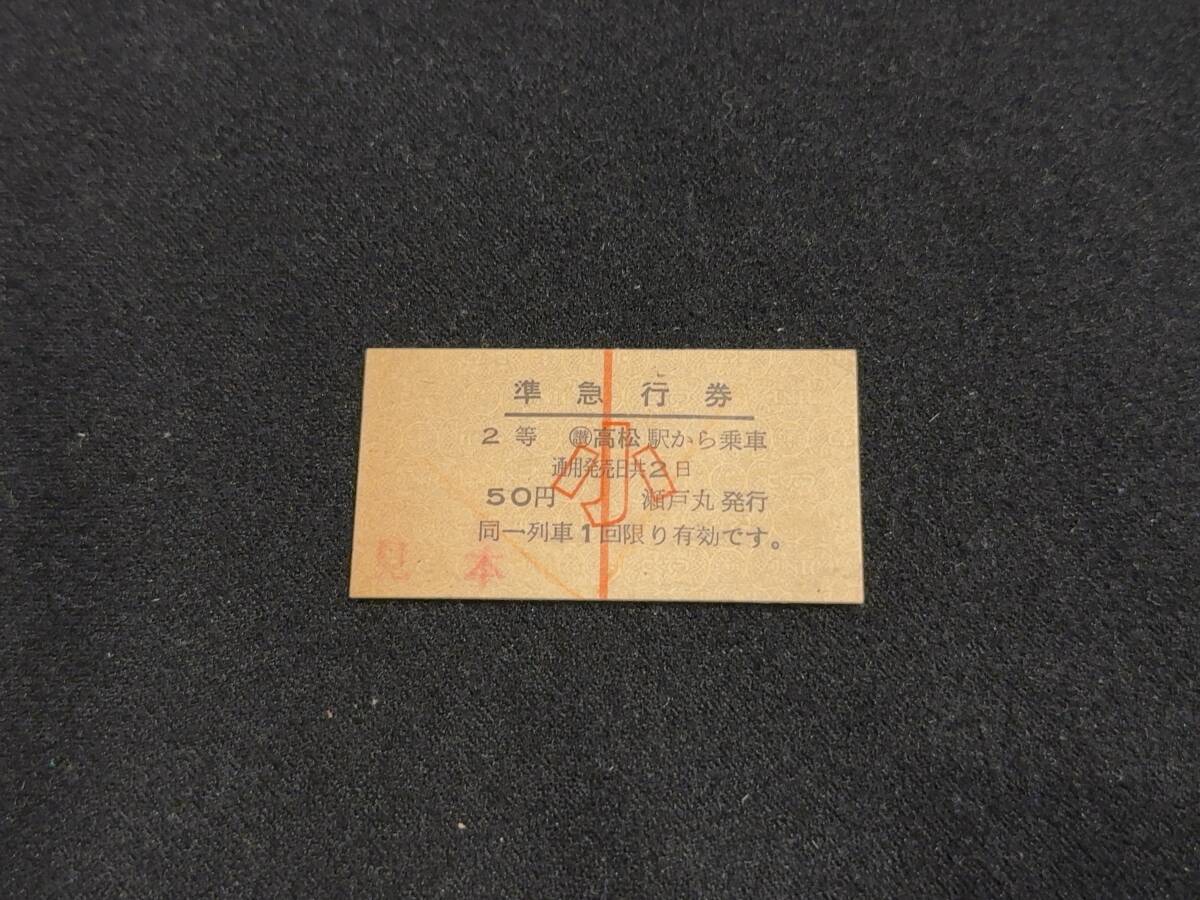 準急行券
2等 ㊝高松駅から乗車
通用発売日共2日
50円 瀬戸丸発行
同一列車1回限り有効です。
小
見本